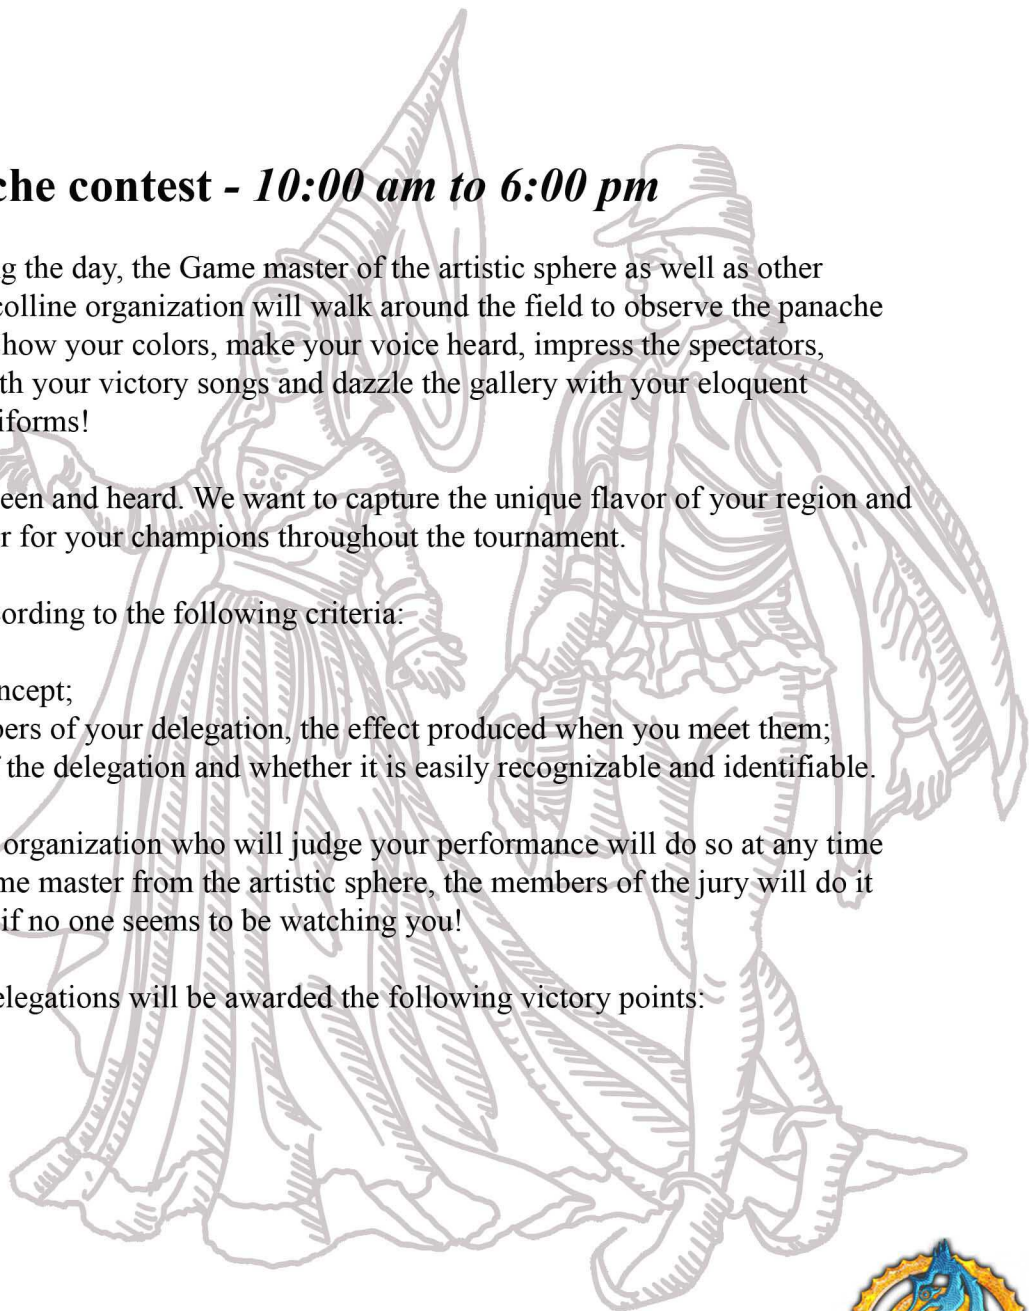 che contest - 10:00 am to 6:00 pm
g the day, the Game master of the artistic sphere as well as other
colline organization will walk around the field to observe the panache
how your colors, make your voice heard, impress the spectators,
th your victory songs and dazzle the gallery with your eloquent
iforms!
een and heard. We want to capture the unique flavor of your region and
r for your champions throughout the tournament.
ording to the following criteria:
ncept;
bers of your delegation, the effect produced when you meet them;
f the delegation and whether it is easily recognizable and identifiable.
organization who will judge your performance will do so at any time
me master from the artistic sphere, the members of the jury will do it
if no one seems to be watching you!
elegations will be awarded the following victory points: